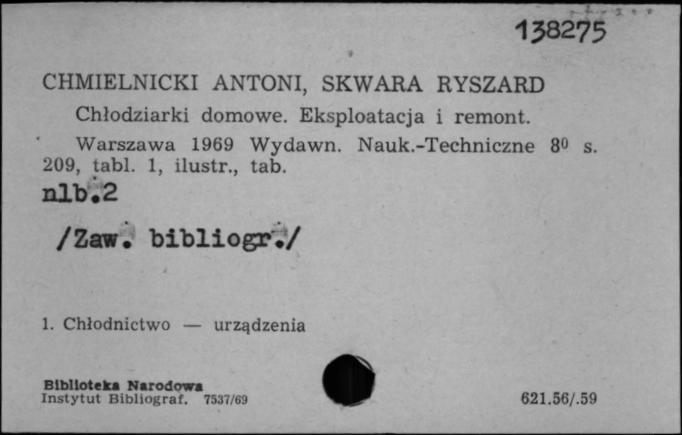 138275
CHMIELNICKI ANTONI, SKWARA RYSZARD
Chłodziarki domowe. Eksploatacja i remont.
Warszawa 1969 Wydawn. Nauk.-Techniczne 8⁰ s.
209, tabl. 1, ilustr., tab.
nlb.2
/Zaw. bibliogr./
1. Chłodnictwo — urządzenia
Biblioteka Narodowa
Instytut Bibliograf. 7537/69
621.56/.59